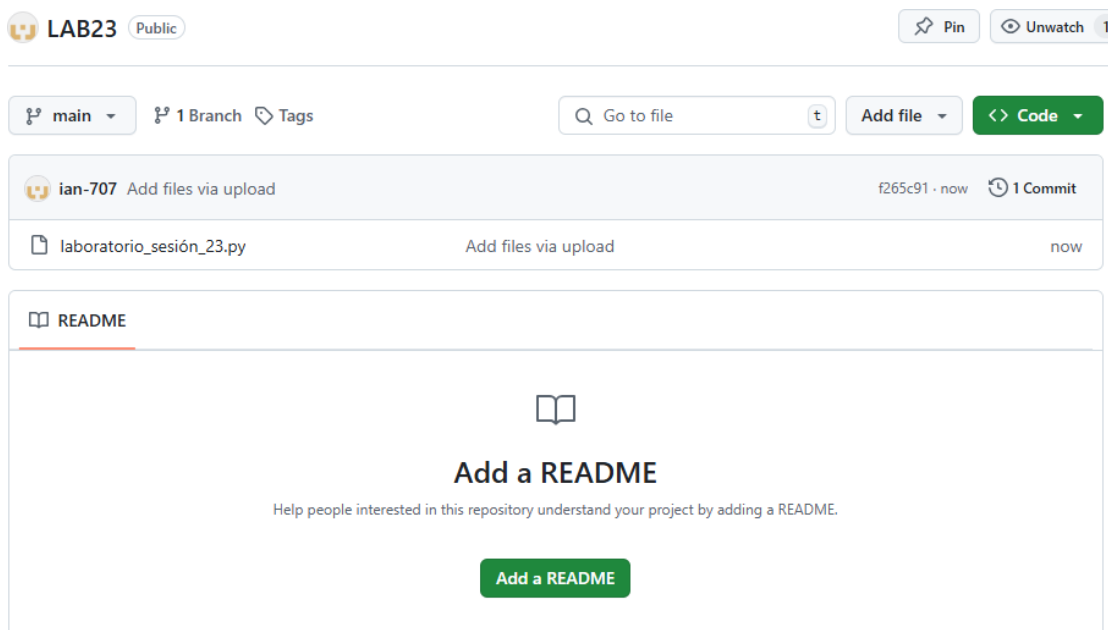 LAB23 Public Pin Unwatch 1
main 1 Branch Tags Go to file t Add file <> Code
ian-707 Add files via upload f265c91 · now 1 Commit
laboratorio_sesión_23.py Add files via upload now
README
Add a README
Help people interested in this repository understand your project by adding a README.
Add a README